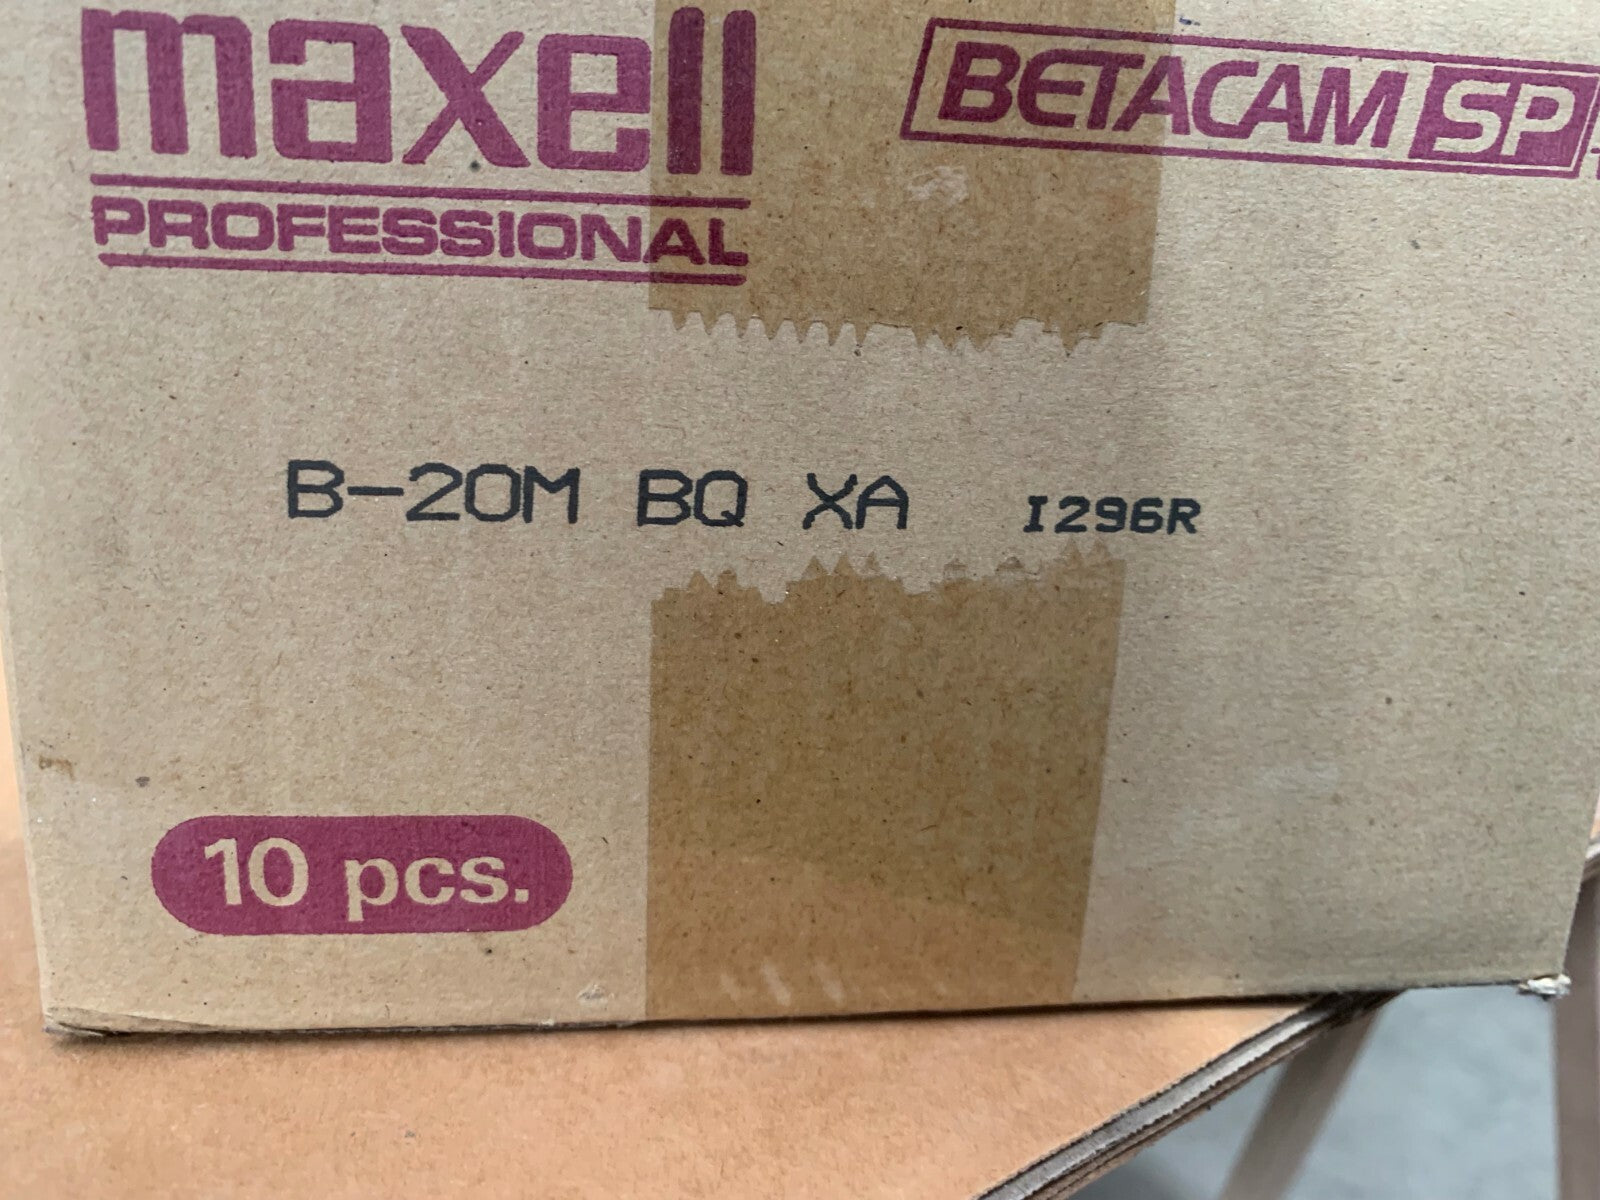 maxell
PROFESSIONAL
BETACAM SP
B-20M BQ XA I296R
10 pcs.